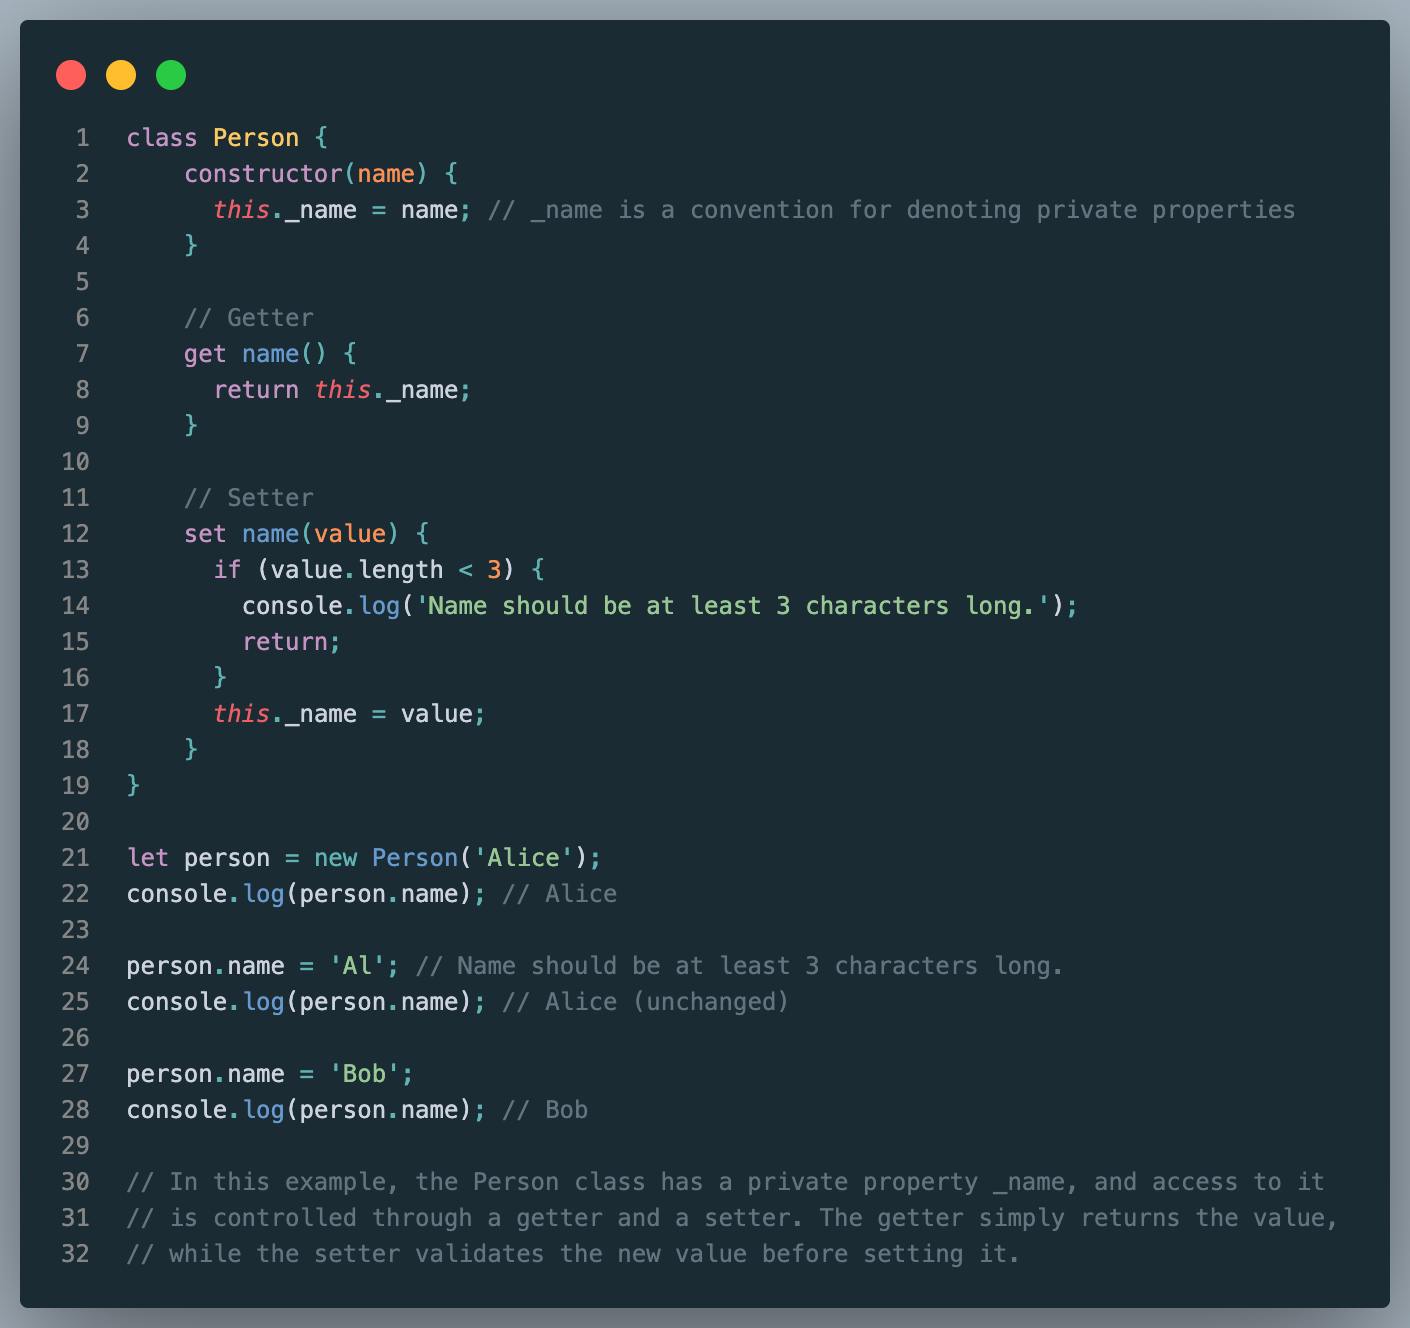 1 class Person {
2     constructor(name) {
3       this._name = name; // _name is a convention for denoting private properties
4     }
5
6     // Getter
7     get name() {
8       return this._name;
9     }
10
11     // Setter
12     set name(value) {
13       if (value.length < 3) {
14         console.log('Name should be at least 3 characters long.');
15         return;
16       }
17       this._name = value;
18     }
19 }
20
21 let person = new Person('Alice');
22 console.log(person.name); // Alice
23
24 person.name = 'Al'; // Name should be at least 3 characters long.
25 console.log(person.name); // Alice (unchanged)
26
27 person.name = 'Bob';
28 console.log(person.name); // Bob
29
30 // In this example, the Person class has a private property _name, and access to it
31 // is controlled through a getter and a setter. The getter simply returns the value,
32 // while the setter validates the new value before setting it.